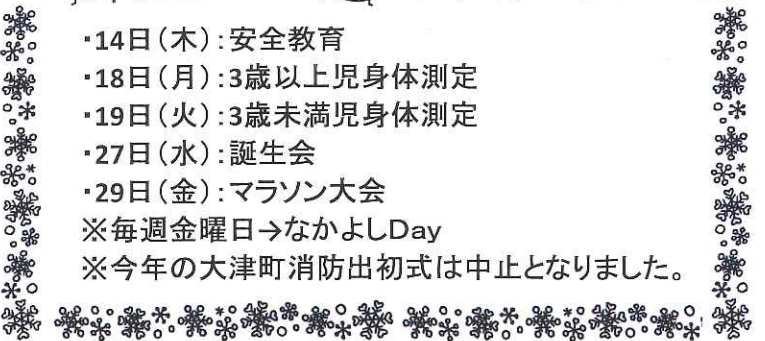 ・14日(木):安全教育
・18日(月):3歳以上児身体測定
・19日(火):3歳未満児身体測定
・27日(水):誕生会
・29日(金):マラソン大会
※毎週金曜日→なかよしDay
※今年の大津町消防出初式は中止となりました。